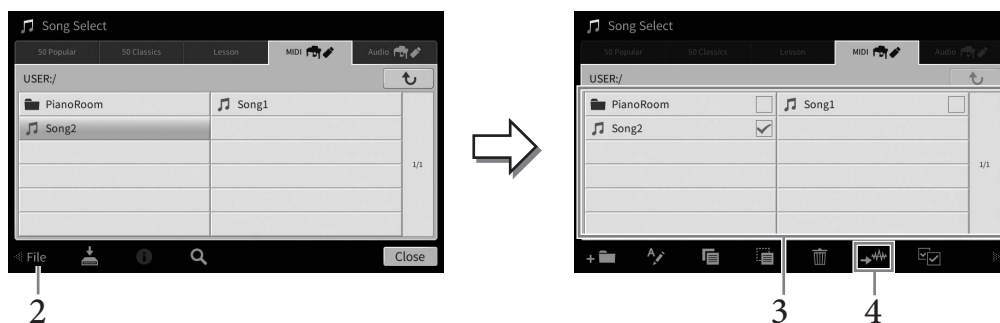 Song Select
50 Popular 50 Classics Lesson MIDI Audio
USER:/
PianoRoom Song1
Song2
1/1
File Close
2
Song Select
50 Popular 50 Classics Lesson MIDI Audio
USER:/
PianoRoom Song1
Song2
1/1
3 4